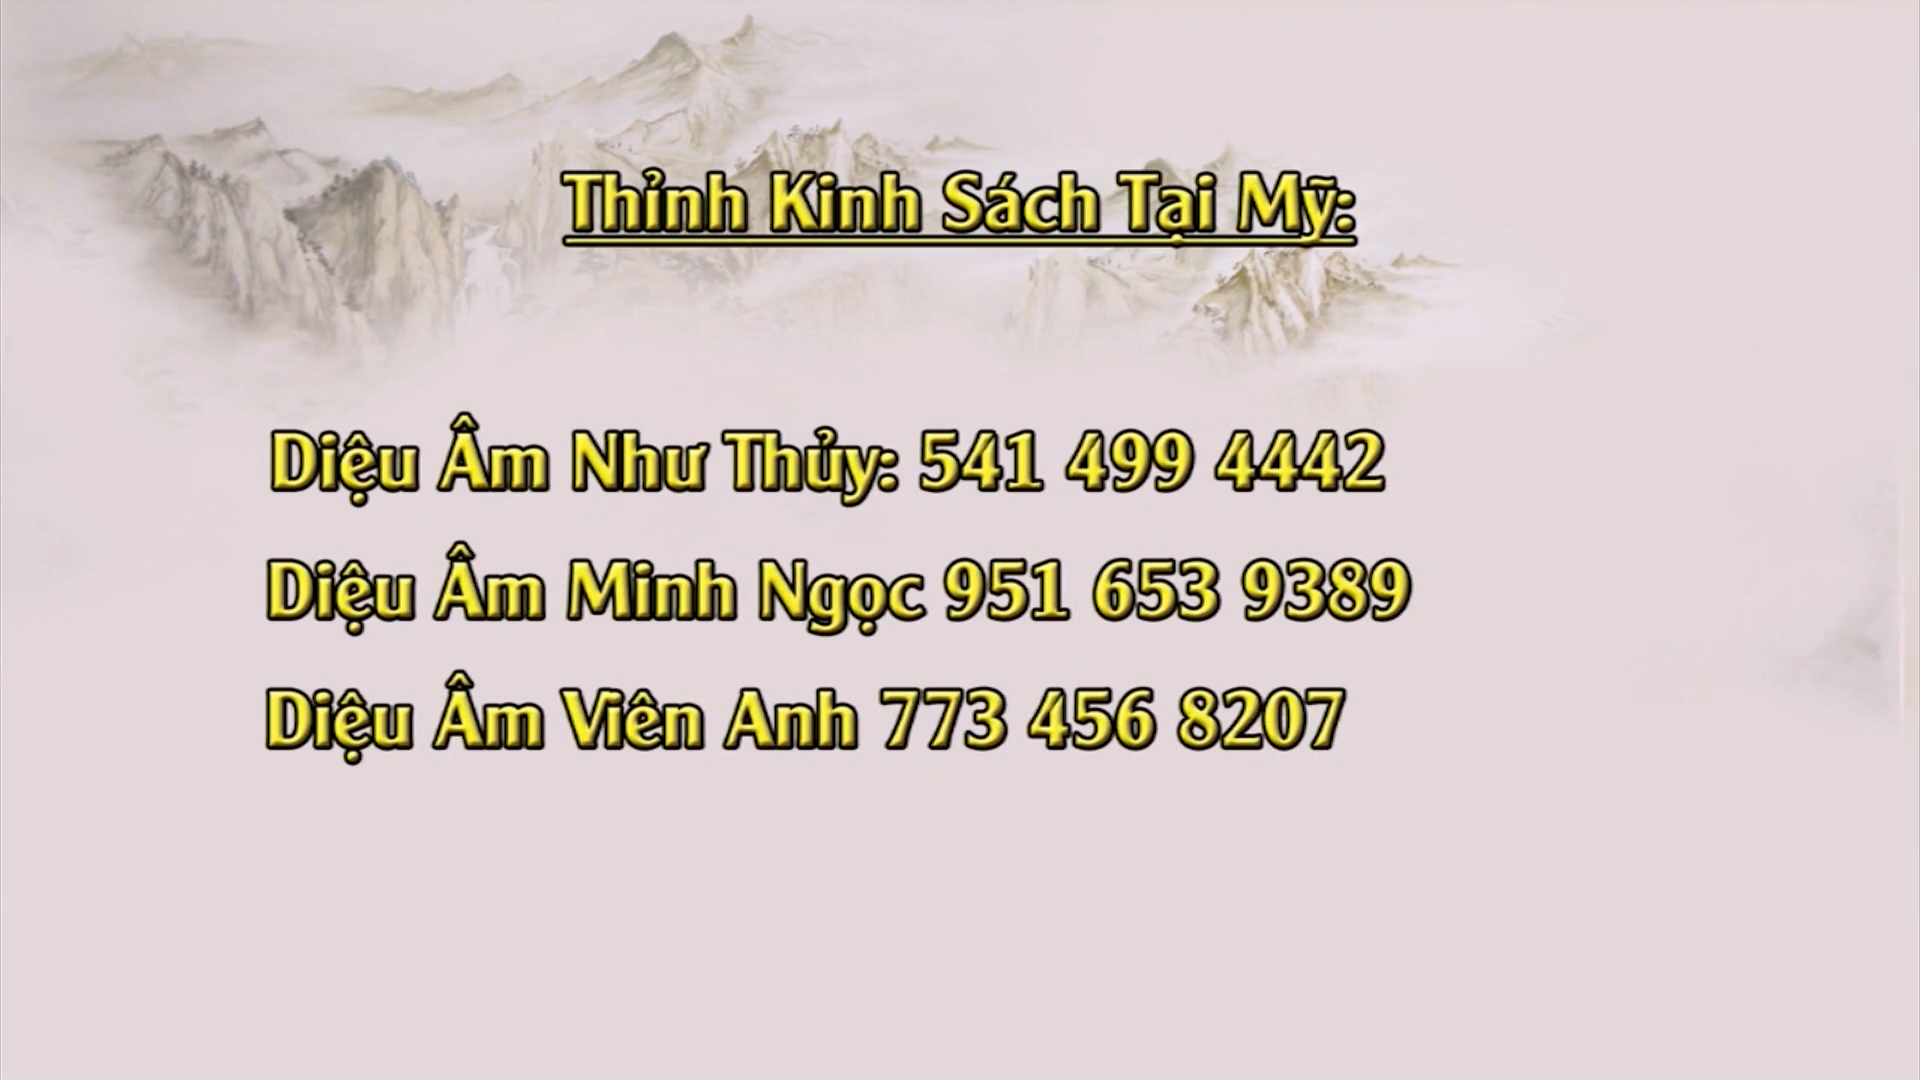 Thỉnh Kinh Sách Tại Mỹ:
Diệu Âm Như Thủy: 541 499 4442
Diệu Âm Minh Ngọc 951 653 9389
Diệu Âm Viên Anh 773 456 8207